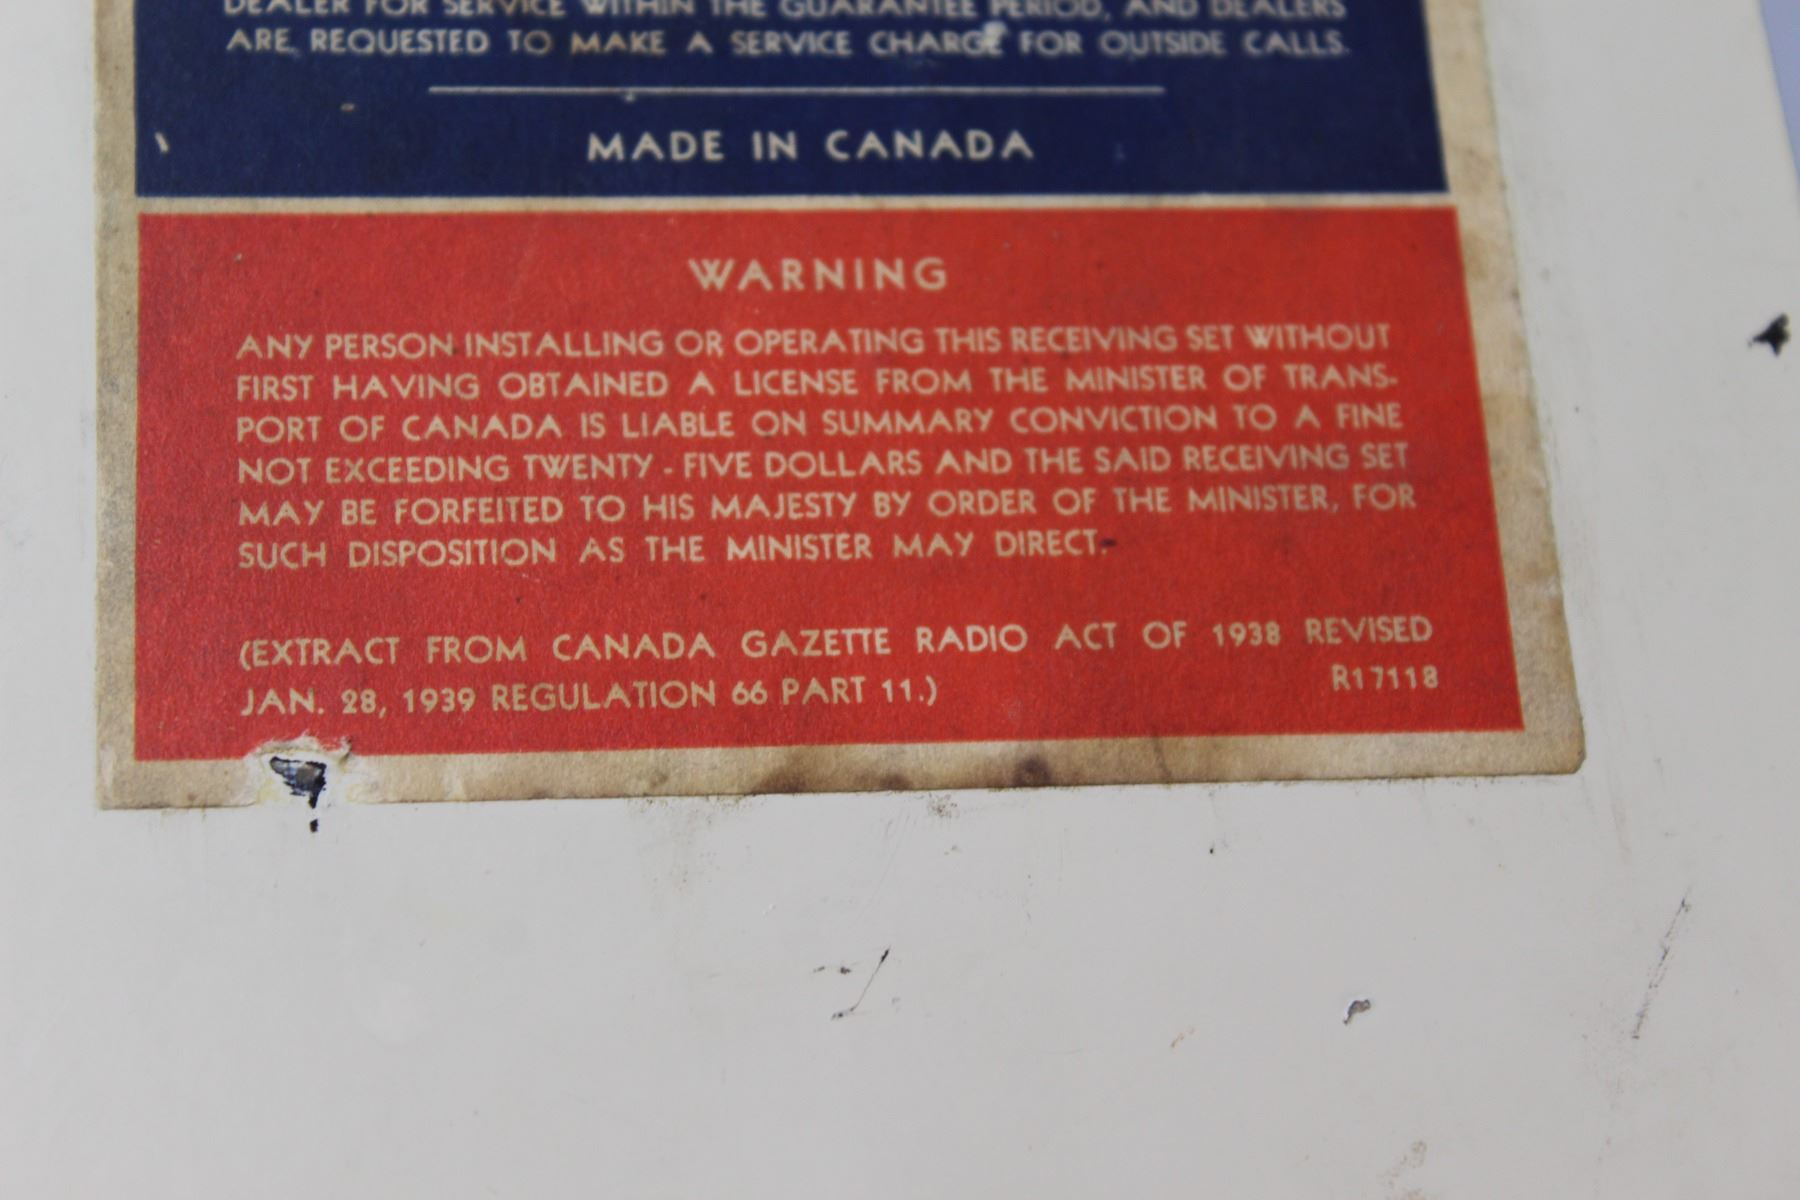 DEALER FOR SERVICE WITHIN THE GUARANTEE PERIOD, AND DEALERS
ARE REQUESTED TO MAKE A SERVICE CHARGE FOR OUTSIDE CALLS.
MADE IN CANADA
WARNING
ANY PERSON INSTALLING OR OPERATING THIS RECEIVING SET WITHOUT
FIRST HAVING OBTAINED A LICENSE FROM THE MINISTER OF TRANS-
PORT OF CANADA IS LIABLE ON SUMMARY CONVICTION TO A FINE
NOT EXCEEDING TWENTY - FIVE DOLLARS AND THE SAID RECEIVING SET
MAY BE FORFEITED TO HIS MAJESTY BY ORDER OF THE MINISTER, FOR
SUCH DISPOSITION AS THE MINISTER MAY DIRECT.
(EXTRACT FROM CANADA GAZETTE RADIO ACT OF 1938 REVISED
JAN. 28, 1939 REGULATION 66 PART 11.)
R17118